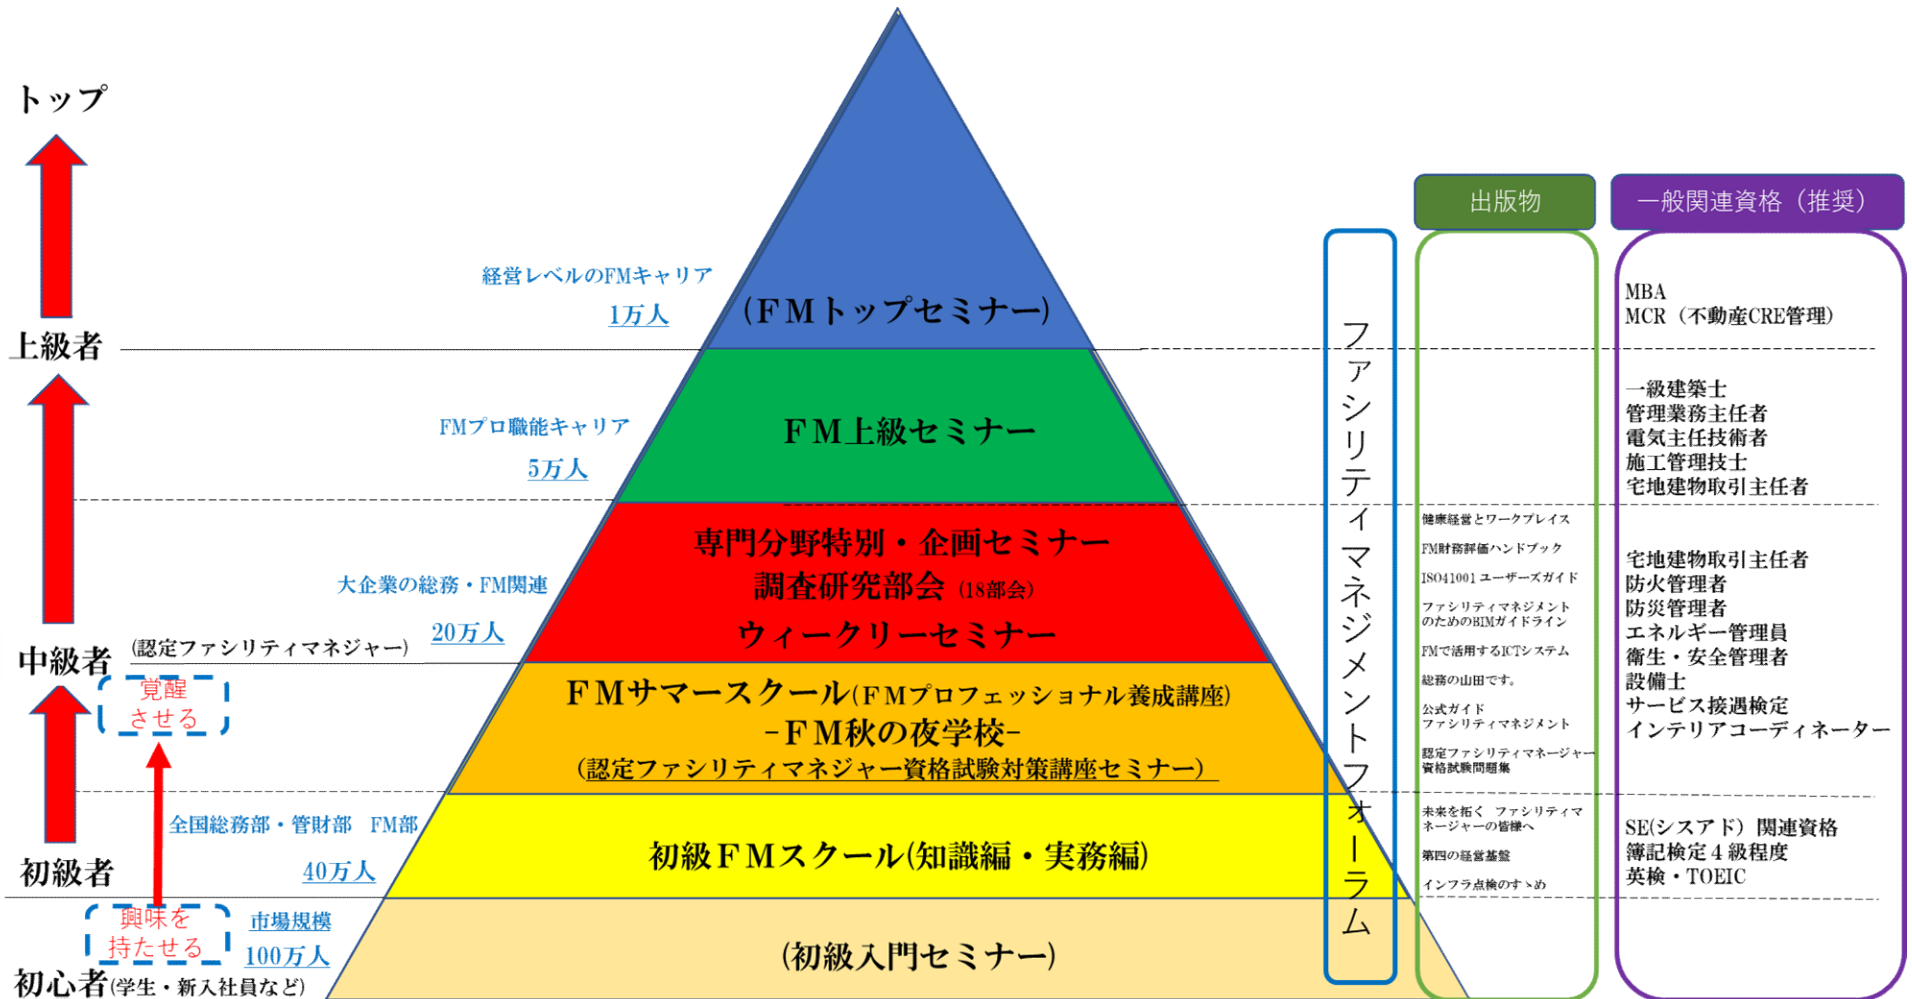 トップ
上級者
中級者
(認定ファシリティマネジャー)
覚醒
させる
初級者
興味を
持たせる
初心者(学生・新入社員など)
経営レベルのFMキャリア
1万人
FMプロ職能キャリア
5万人
大企業の総務・FM関連
20万人
全国総務部・管財部 FM部
40万人
市場規模
100万人
(ＦＭトップセミナー)
ＦＭ上級セミナー
専門分野特別・企画セミナー
調査研究部会 (18部会)
ウィークリーセミナー
ＦＭサマースクール(ＦＭプロフェッショナル養成講座)
-ＦＭ秋の夜学校-
(認定ファシリティマネジャー資格試験対策講座セミナー)
初級ＦＭスクール(知識編・実務編)
(初級入門セミナー)
ファシリティマネジメントフォーラム
出版物
健康経営とワークプレイス
FM財務評価ハンドブック
ISO41001ユーザーズガイド
ファシリティマネジメント
のためのBIMガイドライン
FMで活用するICTシステム
総務の山田です。
公式ガイド
ファシリティマネジメント
認定ファシリティマネージャー
資格試験問題集
未来を拓く ファシリティマ
ネージャーの皆様へ
第四の経営基盤
インフラ点検のすゝめ
一般関連資格（推奨）
MBA
MCR（不動産CRE管理）
一級建築士
管理業務主任者
電気主任技術者
施工管理技士
宅地建物取引主任者
宅地建物取引主任者
防火管理者
防災管理者
エネルギー管理員
衛生・安全管理者
設備士
サービス接遇検定
インテリアコーディネーター
SE(シスアド）関連資格
簿記検定４級程度
英検・TOEIC